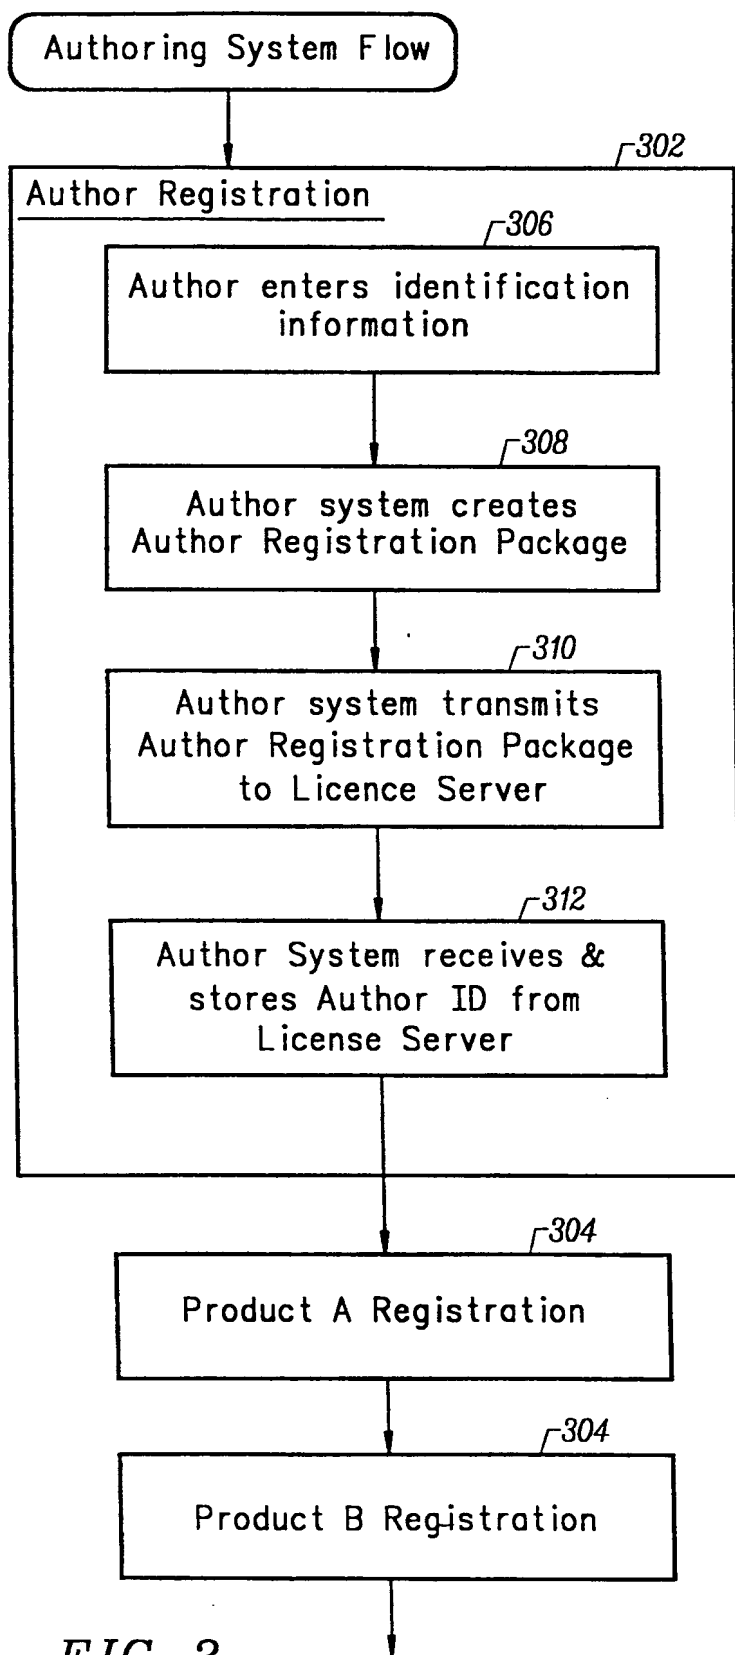 Authoring System Flow
302
Author Registration
306
Author enters identification
information
308
Author system creates
Author Registration Package
310
Author system transmits
Author Registration Package
to Licence Server
312
Author System receives &
stores Author ID from
License Server
304
Product A Registration
304
Product B Registration